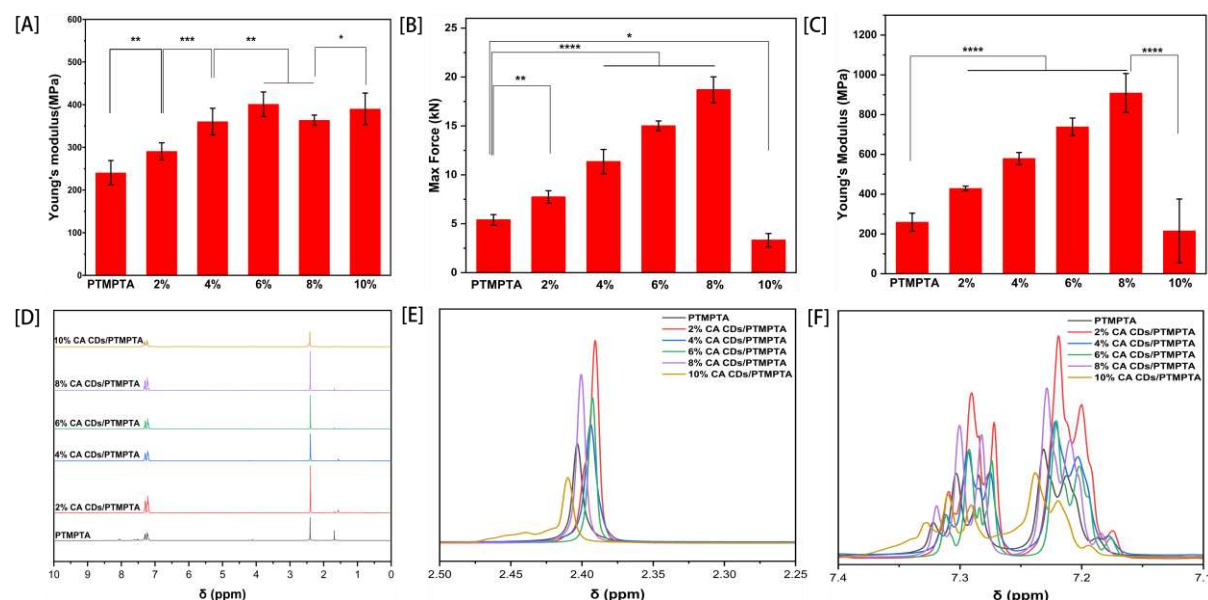 [A]
600
500
400
300
200
100
0
Young's modulus(MPa)
** *** ** *
PTMPTA 2% 4% 6% 8% 10%
[B]
25
20
15
10
5
0
Max Force (kN)
*
****
**
PTMPTA 2% 4% 6% 8% 10%
[C]
1200
1000
800
600
400
200
0
Young's Modulus (MPa)
**** ****
PTMPTA 2% 4% 6% 8% 10%
[D]
10% CA CDs/PTMPTA
8% CA CDs/PTMPTA
6% CA CDs/PTMPTA
4% CA CDs/PTMPTA
2% CA CDs/PTMPTA
PTMPTA
10 9 8 7 6 5 4 3 2 1 0
δ (ppm)
[E]
PTMPTA
2% CA CDs/PTMPTA
4% CA CDs/PTMPTA
6% CA CDs/PTMPTA
8% CA CDs/PTMPTA
10% CA CDs/PTMPTA
2.50 2.45 2.40 2.35 2.30 2.25
δ (ppm)
[F]
PTMPTA
2% CA CDs/PTMPTA
4% CA CDs/PTMPTA
6% CA CDs/PTMPTA
8% CA CDs/PTMPTA
10% CA CDs/PTMPTA
7.4 7.3 7.2 7.1
δ (ppm)